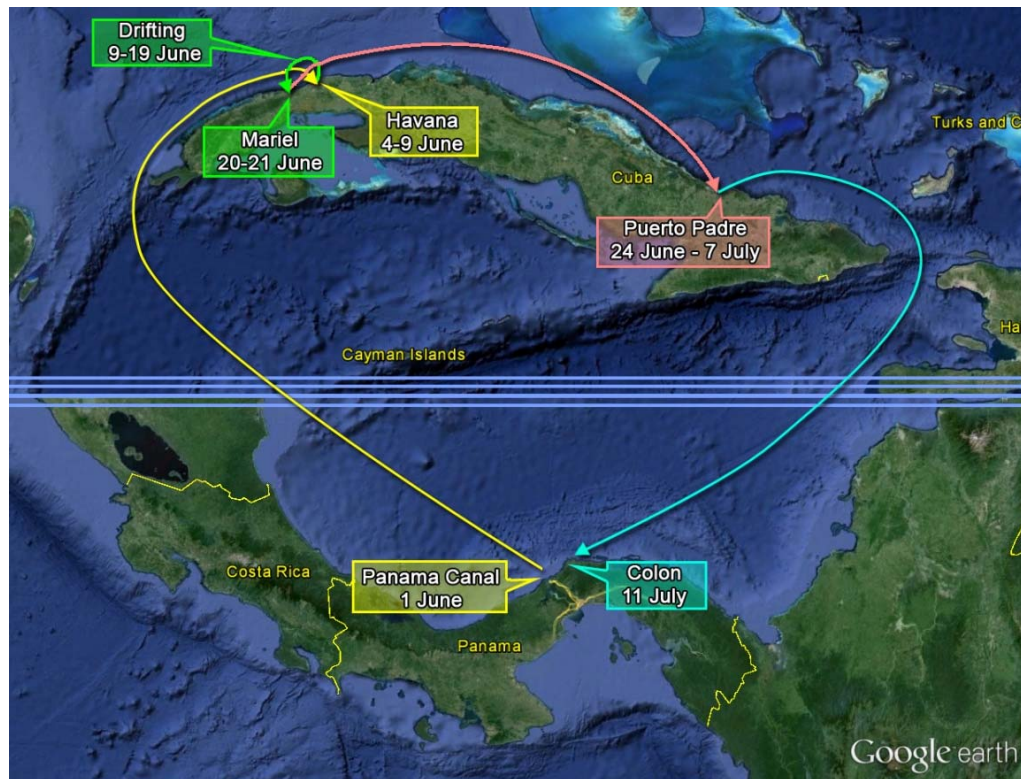 Drifting
9-19 June
Mariel
20-21 June
Havana
4-9 June
Turks and C
Cuba
Puerto Padre
24 June - 7 July
Ha
Cayman Islands
Costa Rica
Panama Canal
1 June
Colon
11 July
Panama
Google earth